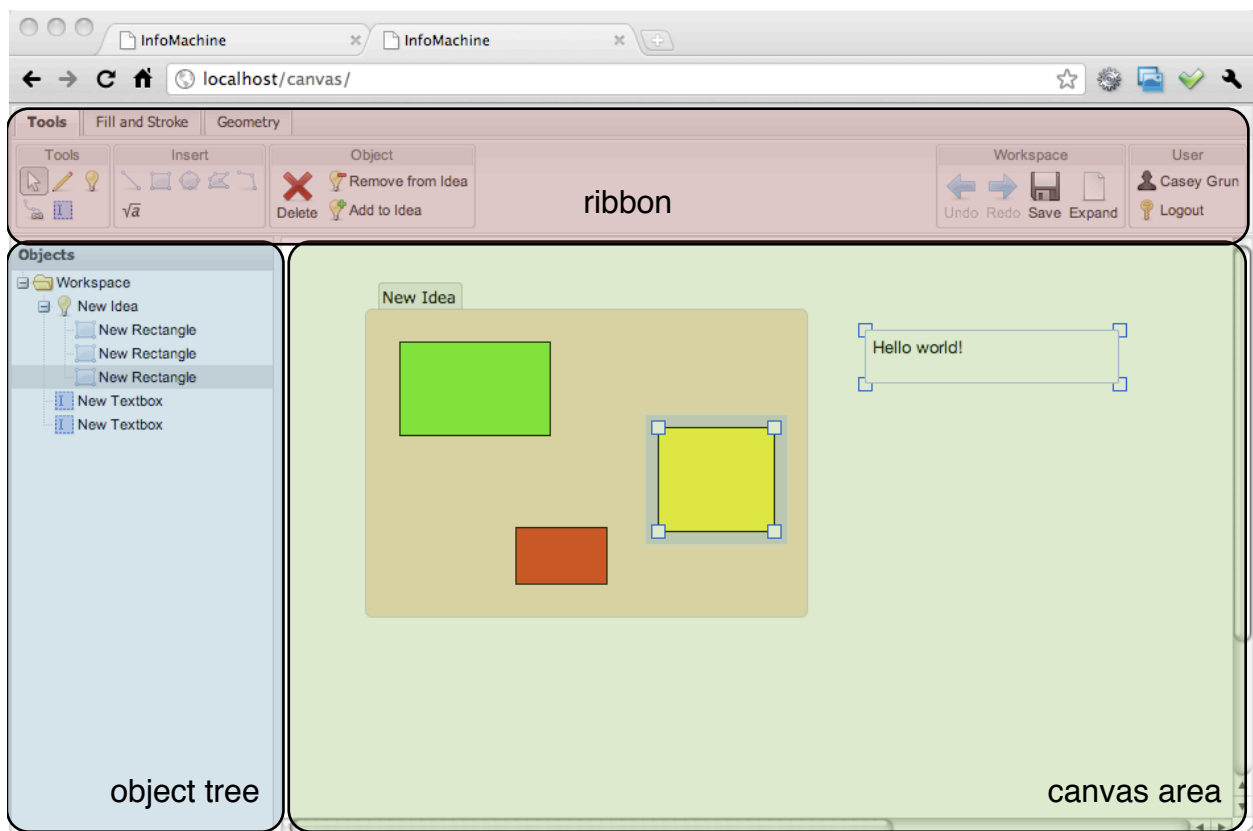 InfoMachine
InfoMachine
localhost/canvas/
Tools Fill and Stroke Geometry
Tools Insert Object Workspace User
Remove from Idea
Add to Idea
Delete
√a
ribbon
Undo Redo Save Expand
Casey Grun
Logout
Objects
Workspace
New Idea
New Rectangle
New Rectangle
New Rectangle
New Textbox
New Textbox
New Idea
Hello world!
object tree
canvas area